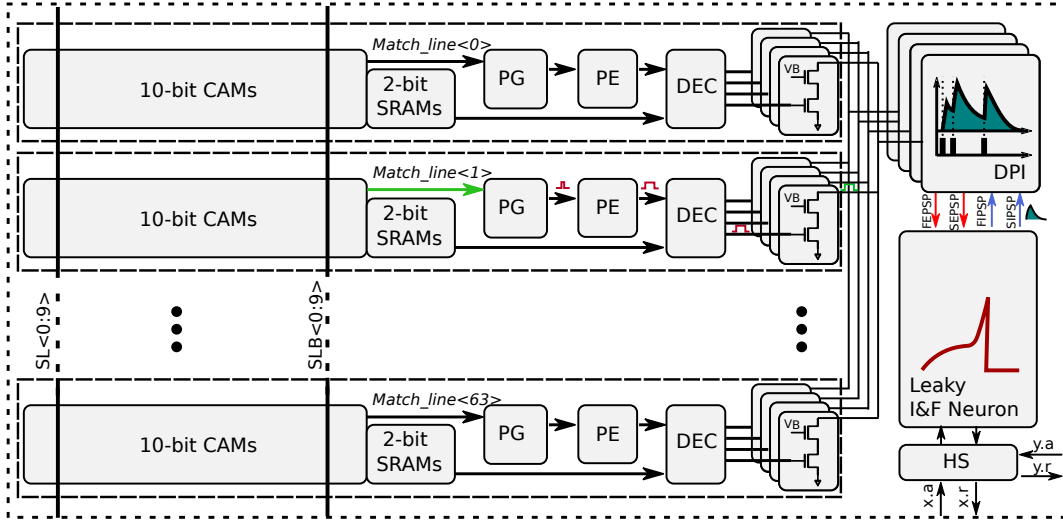 Match_line<0>
10-bit CAMs
2-bit
SRAMs
PG
PE
DEC
VB
DPI
Match_line<1>
10-bit CAMs
2-bit
SRAMs
PG
PE
DEC
VB
FEPSP
SEPSP
FIPSP
SIPSP
SL<0:9>
SLB<0:9>
Leaky
I&F Neuron
Match_line<63>
10-bit CAMs
2-bit
SRAMs
PG
PE
DEC
VB
HS
y.a
y.r
x.a
x.r